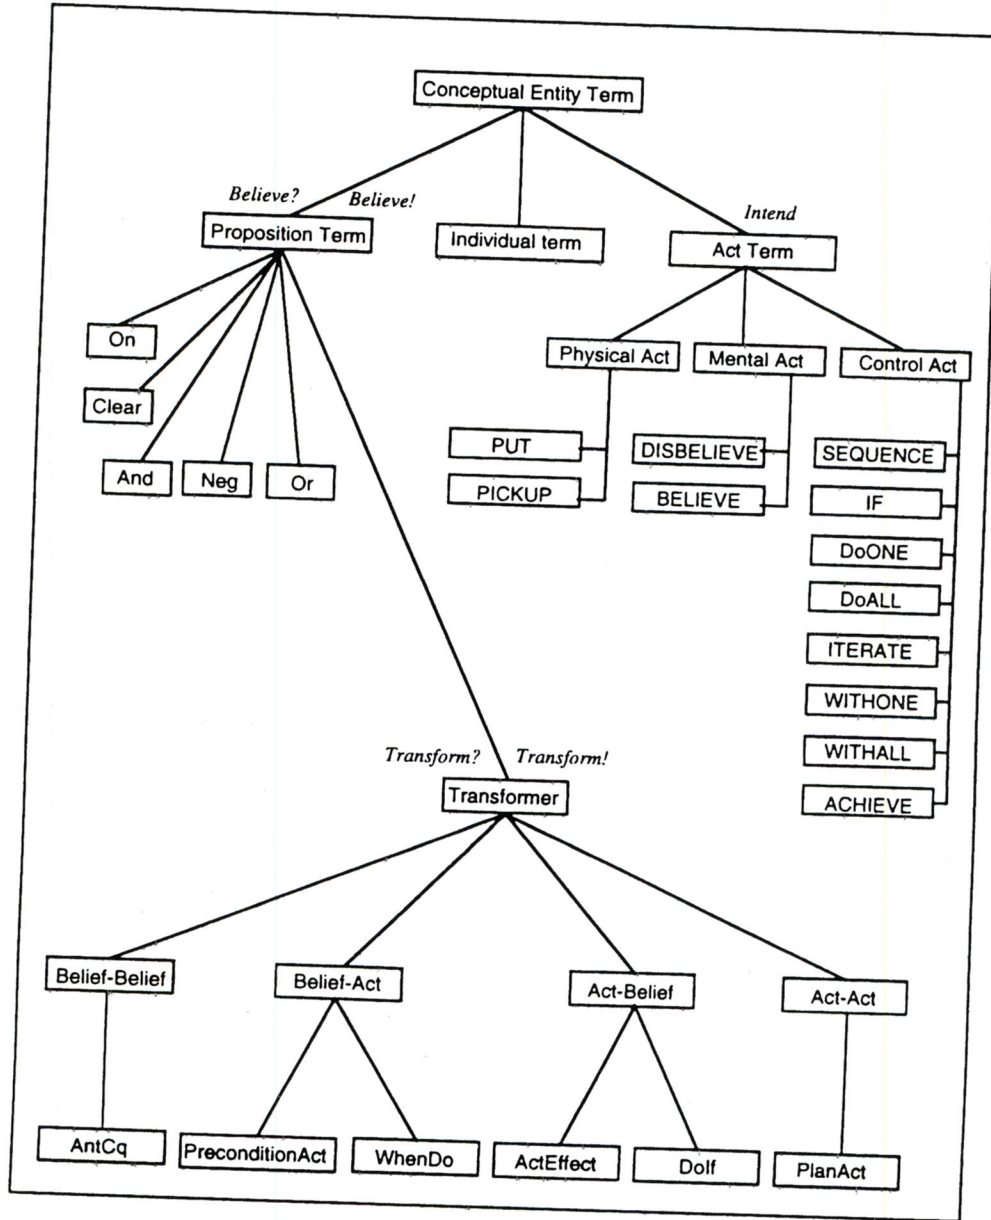 Conceptual Entity Term
Believe? Believe!
Intend
Proposition Term
Individual term
Act Term
On
Clear
And
Neg
Or
Physical Act
Mental Act
Control Act
PUT
PICKUP
DISBELIEVE
BELIEVE
SEQUENCE
IF
DoONE
DoALL
ITERATE
WITHONE
WITHALL
ACHIEVE
Transform? Transform!
Transformer
Belief-Belief
Belief-Act
Act-Belief
Act-Act
AntCq
PreconditionAct
WhenDo
ActEffect
DoIf
PlanAct